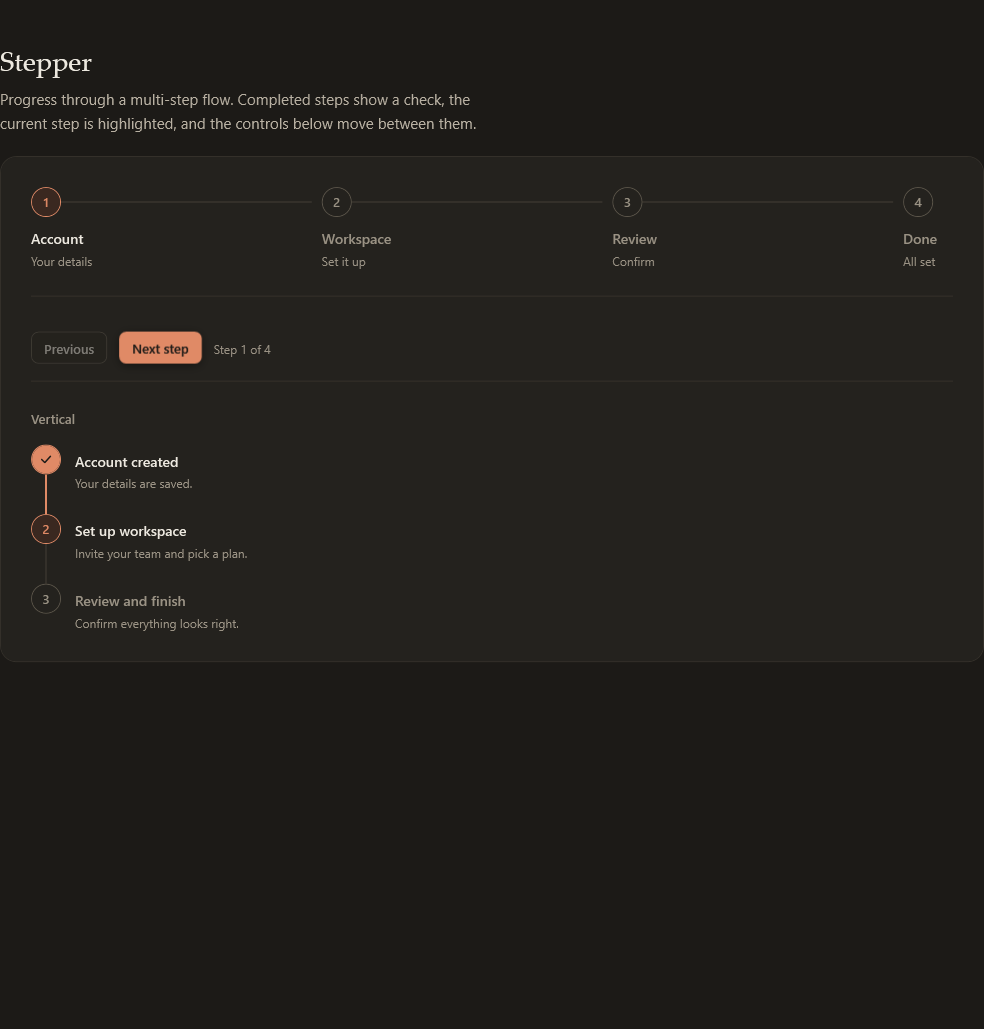 Stepper
Progress through a multi-step flow. Completed steps show a check, the
current step is highlighted, and the controls below move between them.
1
2
3
4
Account
Workspace
Review
Done
Your details
Set it up
Confirm
All set
Previous
Next step
Step 1 of 4
Vertical
Account created
Your details are saved.
2
Set up workspace
Invite your team and pick a plan.
3
Review and finish
Confirm everything looks right.